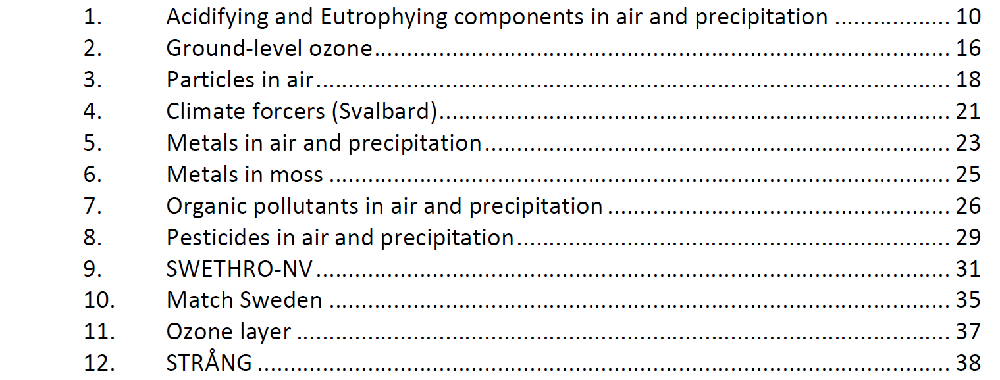 1. Acidifying and Eutrophying components in air and precipitation .................. 10
2. Ground-level ozone........................................................................................... 16
3. Particles in air.................................................................................................... 18
4. Climate forcers (Svalbard)................................................................................. 21
5. Metals in air and precipitation.......................................................................... 23
6. Metals in moss .................................................................................................. 25
7. Organic pollutants in air and precipitation ...................................................... 26
8. Pesticides in air and precipitation..................................................................... 29
9. SWETHRO-NV.................................................................................................... 31
10. Match Sweden .................................................................................................. 35
11. Ozone layer ....................................................................................................... 37
12. STRÅNG ............................................................................................................. 38